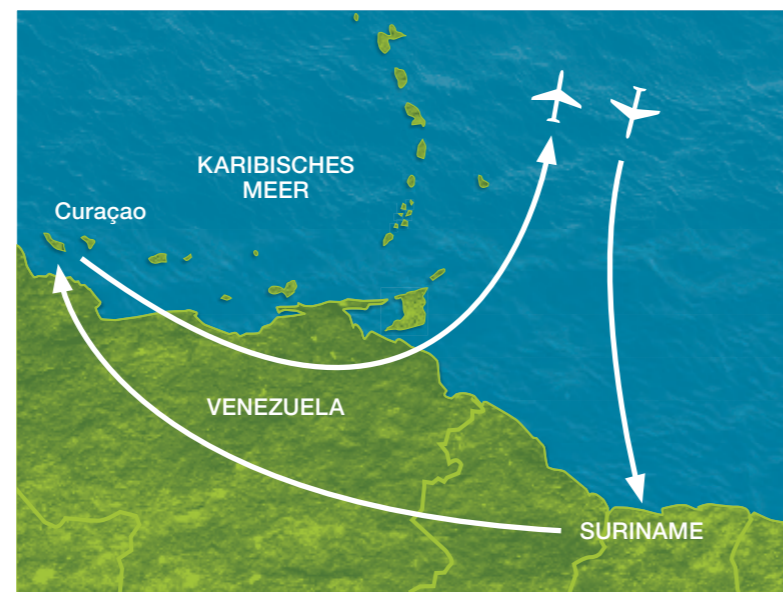 KARIBISCHES
MEER
Curaçao
VENEZUELA
SURINAME